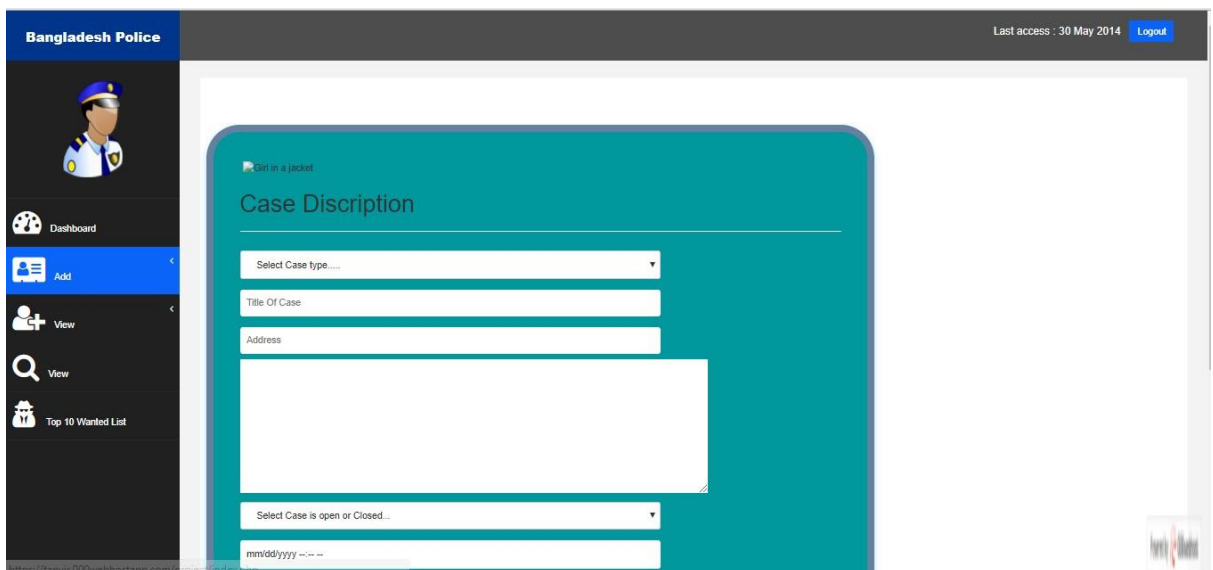 Bangladesh Police
Last access : 30 May 2014 Logout
Girl in a jacket
Case Discription
Dashboard
Add
View
View
Top 10 Wanted List
Select Case type.....
Title Of Case
Address
Select Case is open or Closed...
mm/dd/yyyy --:-- --